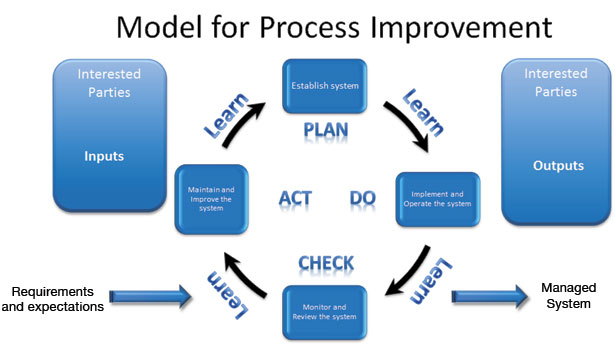 Model for Process Improvement
Interested
Parties
Inputs
Establish system
Learn
Learn
PLAN
Interested
Parties
Outputs
Maintain and
Improve the
system
ACT
DO
Implement and
Operate the system
CHECK
Learn
Learn
Monitor and
Review the system
Requirements
and expectations
Managed
System